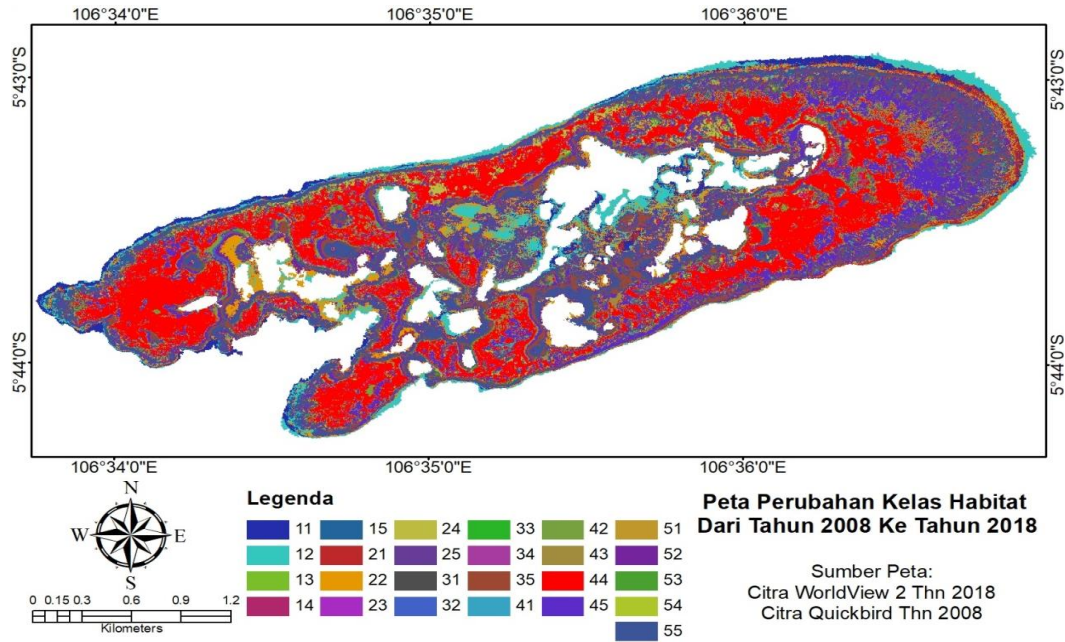 106°34'0"E 106°35'0"E 106°36'0"E
5°43'0"S 5°43'0"S
5°44'0"S 5°44'0"S
106°34'0"E 106°35'0"E 106°36'0"E
N
W E
S
0 0.15 0.3 0.6 0.9 1.2
Kilometers
Legenda
11 15 24 33 42 51
12 21 25 34 43 52
13 22 31 35 44 53
14 23 32 41 45 54
55
Peta Perubahan Kelas Habitat
Dari Tahun 2008 Ke Tahun 2018
Sumber Peta:
Citra WorldView 2 Thn 2018
Citra Quickbird Thn 2008